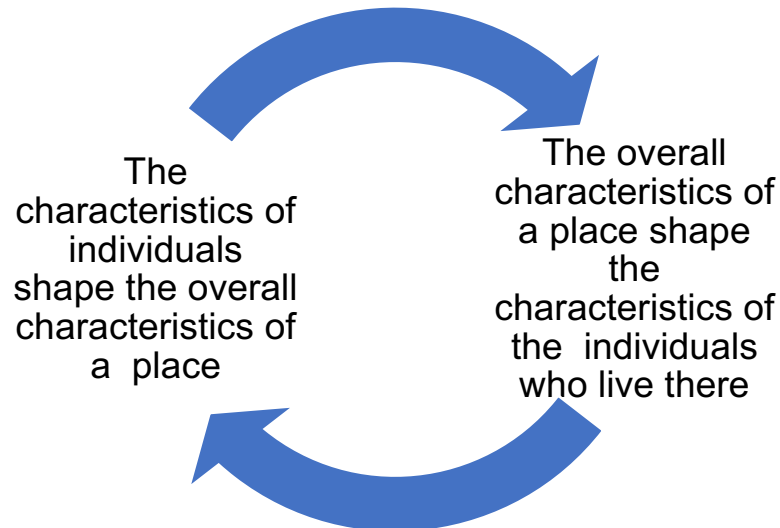 The
characteristics of
individuals
shape the overall
characteristics of
a place
The overall
characteristics of
a place shape
the
characteristics of
the individuals
who live there